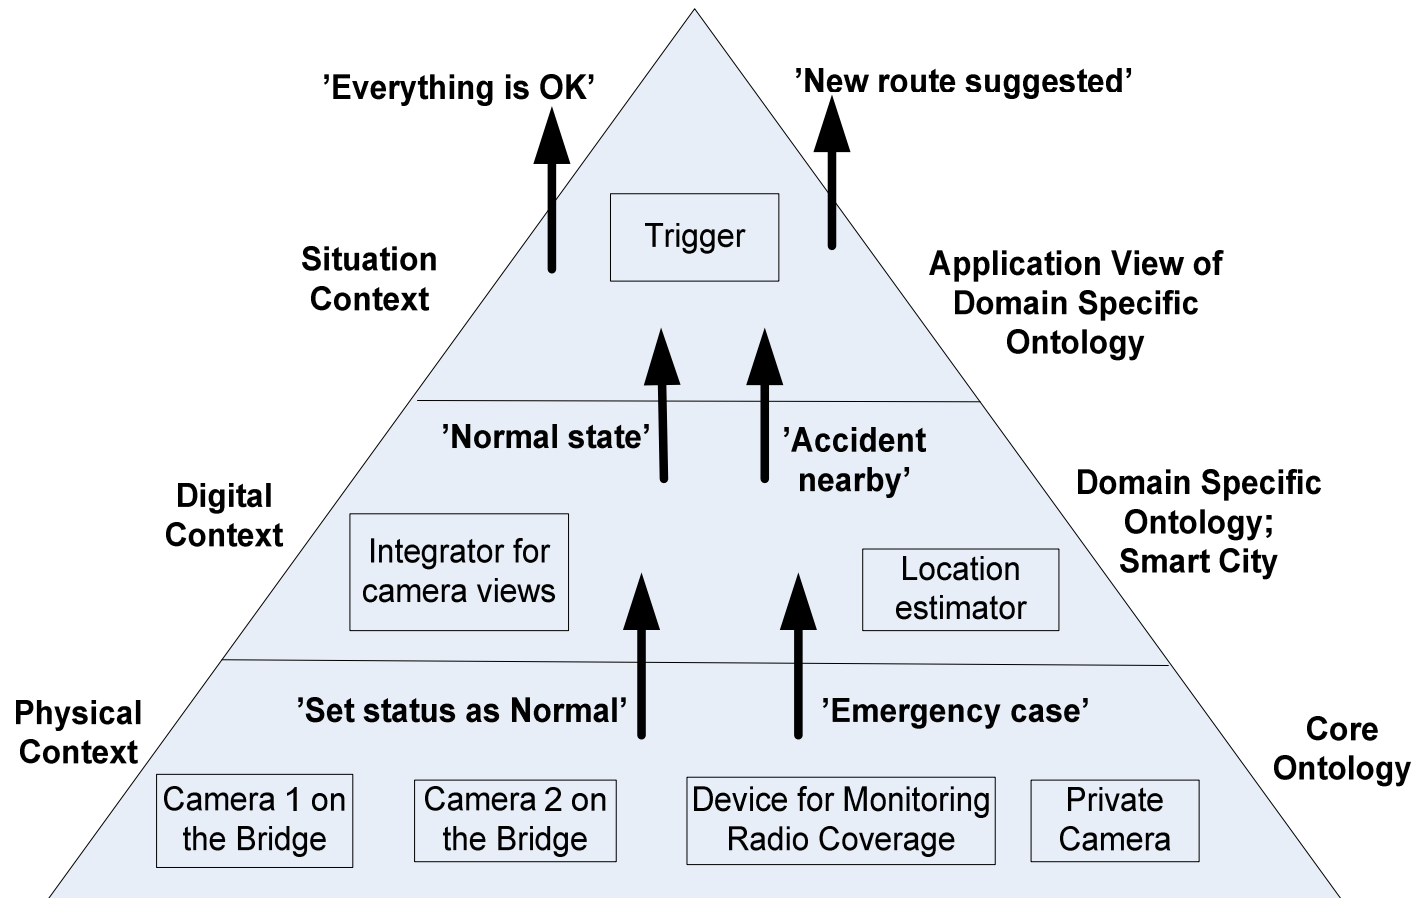 ’Everything is OK’
’New route suggested’
Trigger
Situation
Context
Application View of
Domain Specific
Ontology
’Normal state’
’Accident
nearby’
Digital
Context
Domain Specific
Ontology;
Smart City
Integrator for
camera views
Location
estimator
Physical
Context
’Set status as Normal’
’Emergency case’
Core
Ontology
Camera 1 on
the Bridge
Camera 2 on
the Bridge
Device for Monitoring
Radio Coverage
Private
Camera